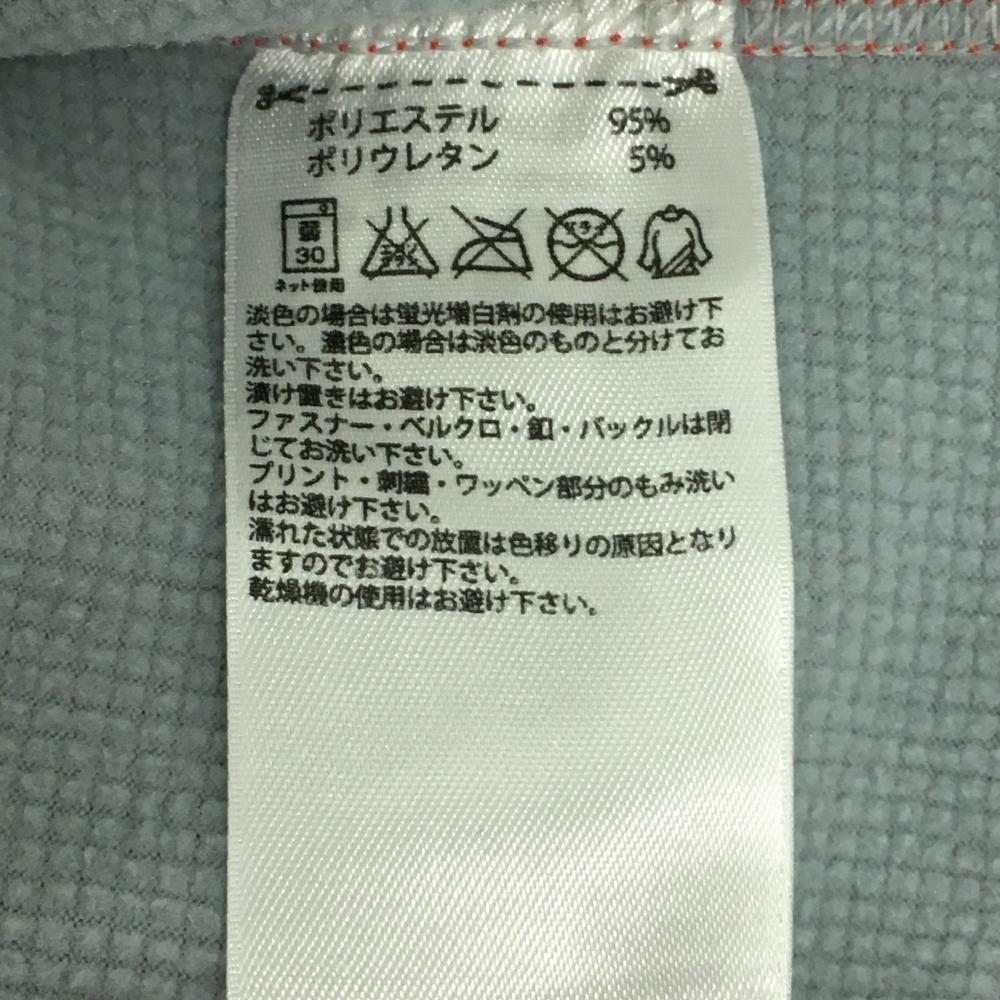 ポリエステル 95%
ポリウレタン 5%
弱
30
ネット使用
淡色の場合は蛍光増白剤の使用はお避け下
さい。濃色の場合は淡色のものと分けてお
洗い下さい。
漬け置きはお避け下さい。
ファスナー・ベルクロ・釦・バックルは閉
じてお洗い下さい。
プリント・刺繍・ワッペン部分のもみ洗い
はお避け下さい。
濡れた状態での放置は色移りの原因となり
ますのでお避け下さい。
乾燥機の使用はお避け下さい。